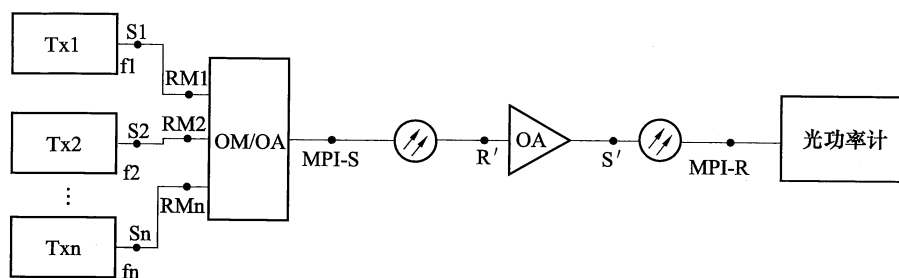 Tx1
S1
f1
RM1
Tx2
S2
f2
RM2
⋮
Txn
Sn
fn
RMn
OM/OA
MPI-S
R′
OA
S′
MPI-R
光功率计